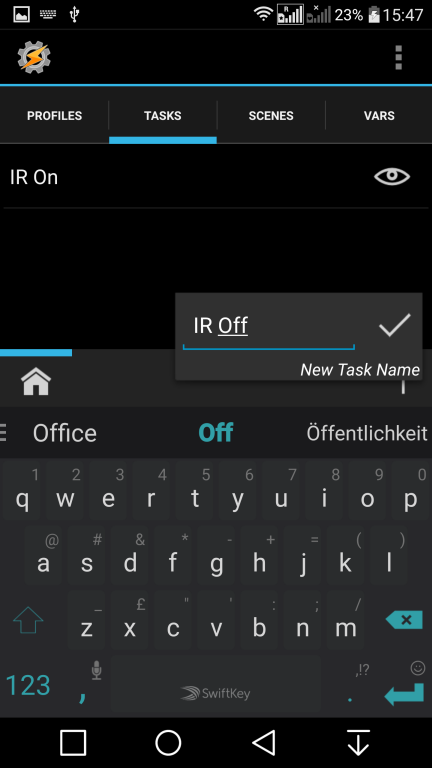 R
x
23% 15:47
PROFILES TASKS SCENES VARS
IR On
IR Off
New Task Name
Office Off Öffentlichkeit
1 2 3 4 5 6 7 8 9 0
q w e r t y u i o p
@ # & * - + = ( )
a s d f g h j k l
_ £ " ' : ; /
z x c v b n m
,!?
123 , SwiftKey .